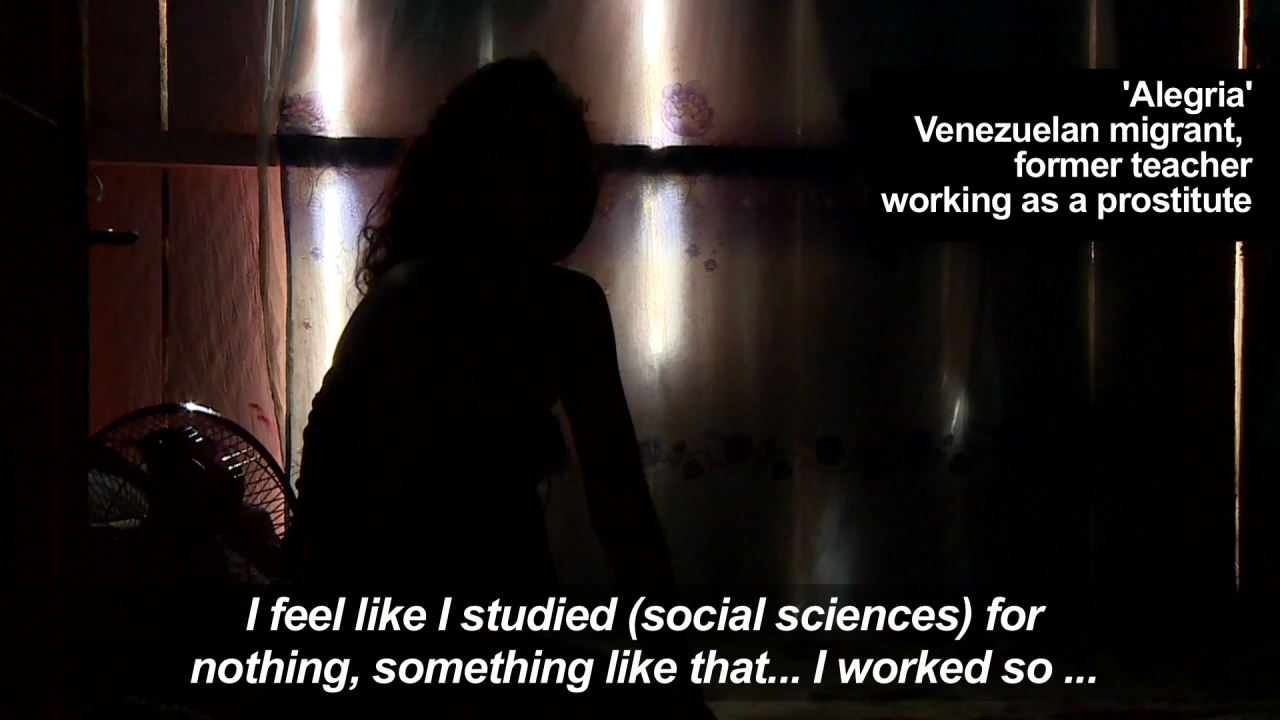 'Alegria'
Venezuelan migrant,
former teacher
working as a prostitute
I feel like I studied (social sciences) for
nothing, something like that... I worked so ...